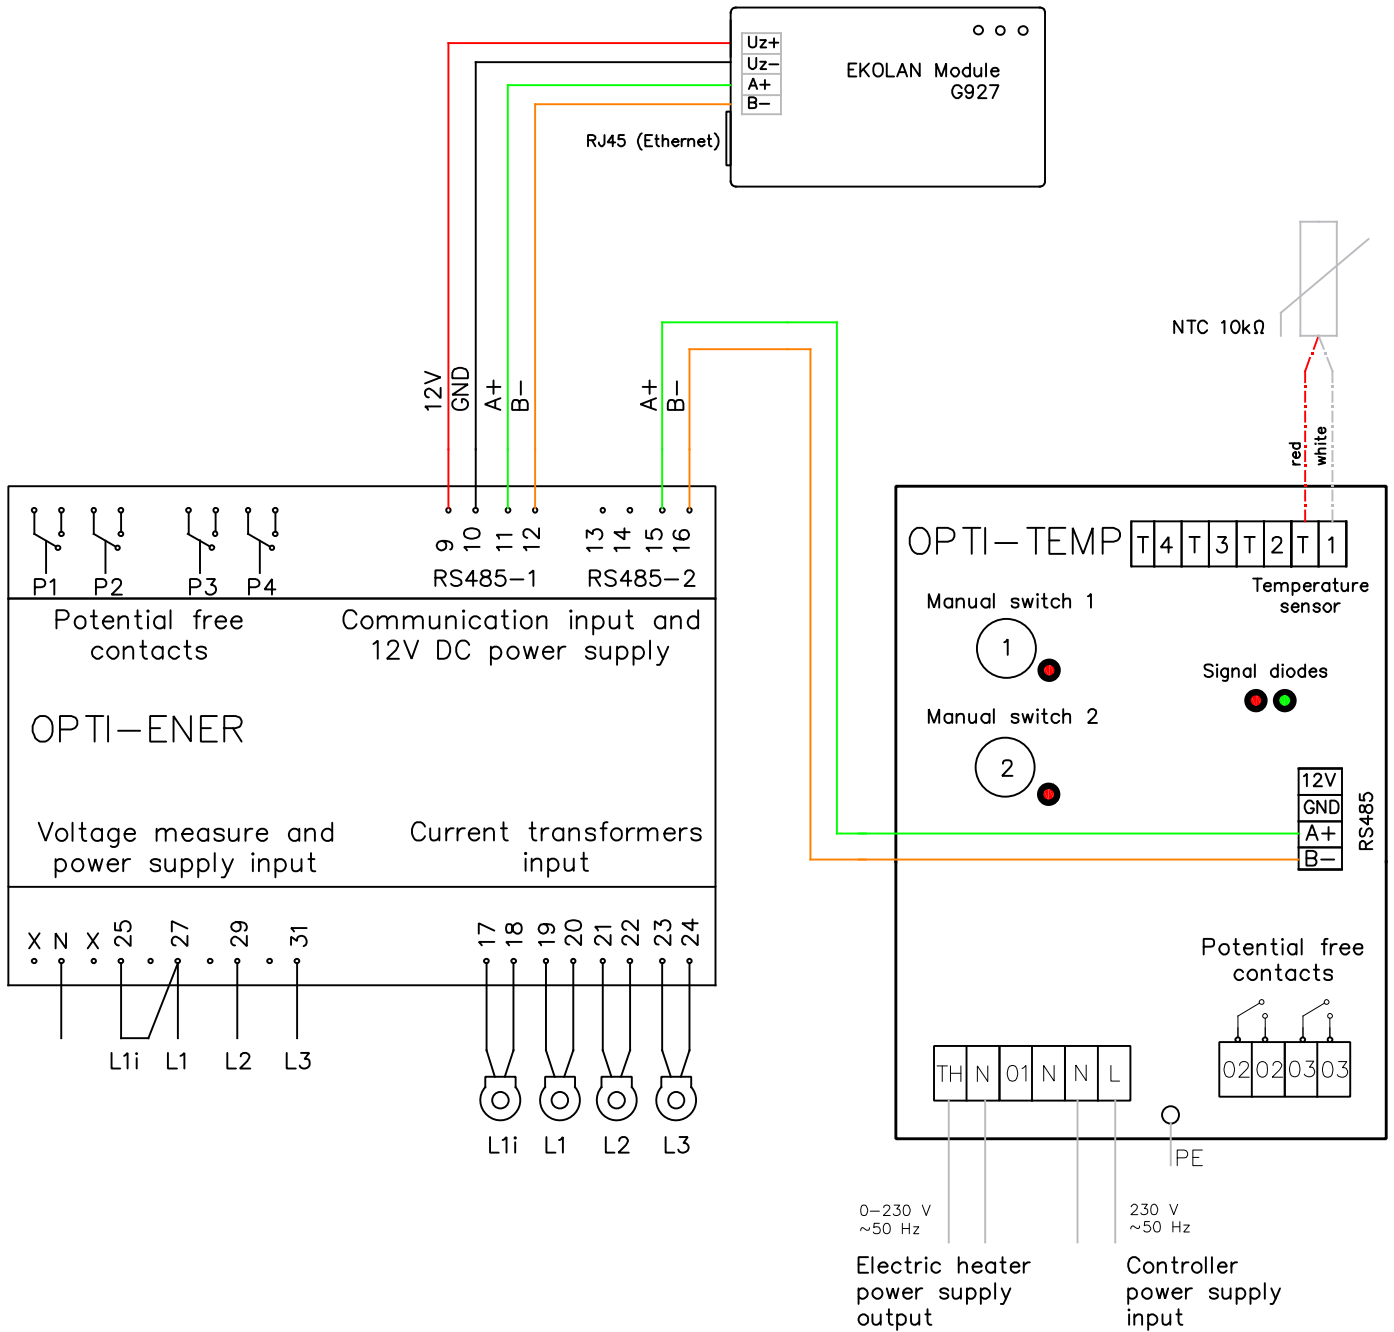 Uz+
Uz-
A+
B-
EKOLAN Module
G927
RJ45 (Ethernet)
NTC 10kΩ
12V
GND
A+
B-
A+
B-
red
white
P1
P2
P3
P4
9
10
11
12
13
14
15
16
RS485-1
RS485-2
Potential free
contacts
Communication input and
12V DC power supply
OPTI-ENER
Voltage measure and
power supply input
Current transformers
input
X N X 25 27 29 31
17 18 19 20 21 22 23 24
L1i L1 L2 L3
L1i L1 L2 L3
OPTI-TEMP
T 4 T 3 T 2 T 1
Temperature
sensor
Manual switch 1
1
Signal diodes
Manual switch 2
2
12V
GND
A+
B-
RS485
Potential free
contacts
02 02 03 03
TH N 01 N N L
PE
0-230 V
~50 Hz
Electric heater
power supply
output
230 V
~50 Hz
Controller
power supply
input